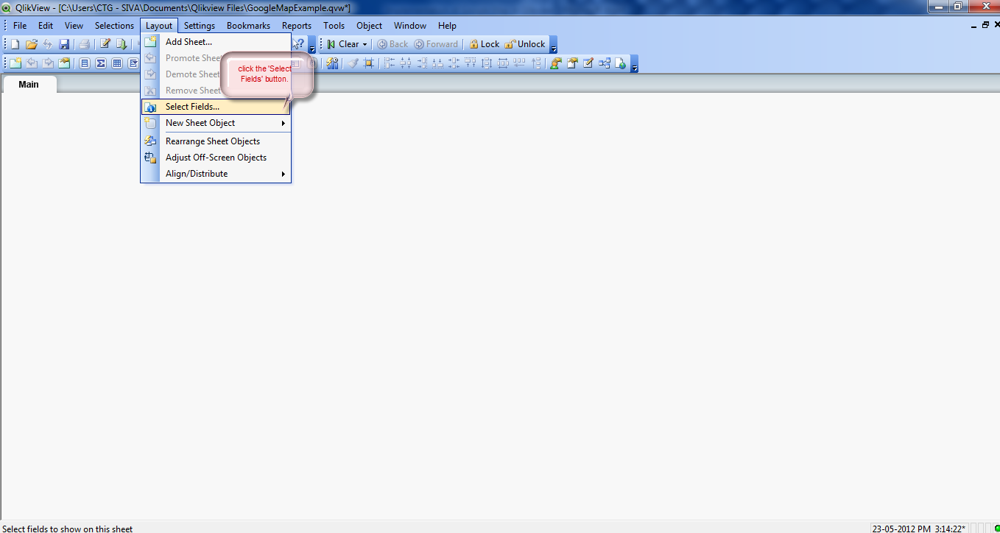 QlikView - [C:\Users\CTG - SIVA\Documents\Qlikview Files\GoogleMapExample.qvw*]
File Edit View Selections Layout Settings Bookmarks Reports Tools Object Window Help
Clear Back Forward Lock Unlock
Main
Add Sheet...
Promote Sheet
Demote Sheet
Remove Sheet
Select Fields...
New Sheet Object
Rearrange Sheet Objects
Adjust Off-Screen Objects
Align/Distribute
click the 'Select
Fields' button.
Select fields to show on this sheet
23-05-2012 PM 3:14:22*